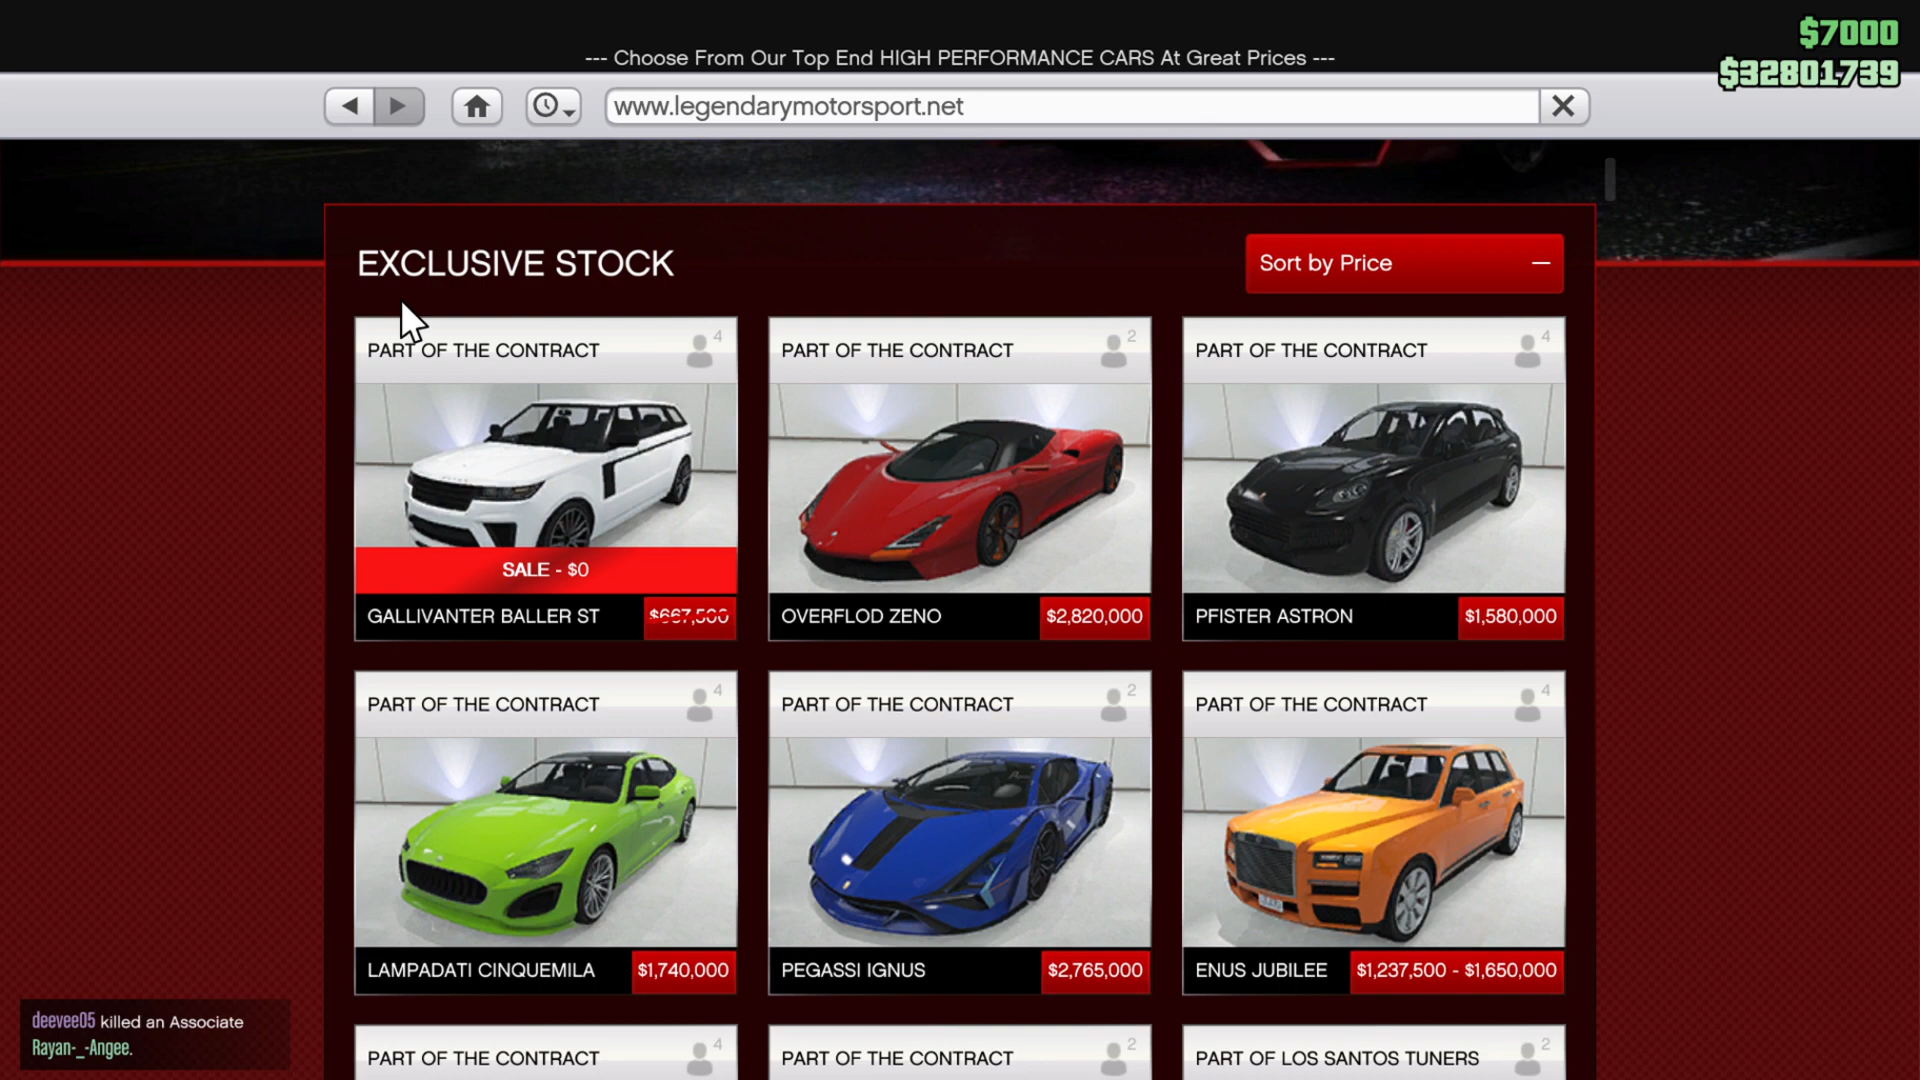 $7000
--- Choose From Our Top End HIGH PERFORMANCE CARS At Great Prices ---
$32801739
www.legendarymotorsport.net
EXCLUSIVE STOCK
Sort by Price
PART OF THE CONTRACT 4
PART OF THE CONTRACT 2
PART OF THE CONTRACT 4
SALE - $0
GALLIVANTER BALLER ST $667,500
OVERFLOD ZENO $2,820,000
PFISTER ASTRON $1,580,000
PART OF THE CONTRACT 4
PART OF THE CONTRACT 2
PART OF THE CONTRACT 4
LAMPADATI CINQUEMILA $1,740,000
PEGASSI IGNUS $2,765,000
ENUS JUBILEE $1,237,500 - $1,650,000
deevee05 killed an Associate
Rayan-_-Angee.
PART OF THE CONTRACT 4
PART OF THE CONTRACT 2
PART OF LOS SANTOS TUNERS 2